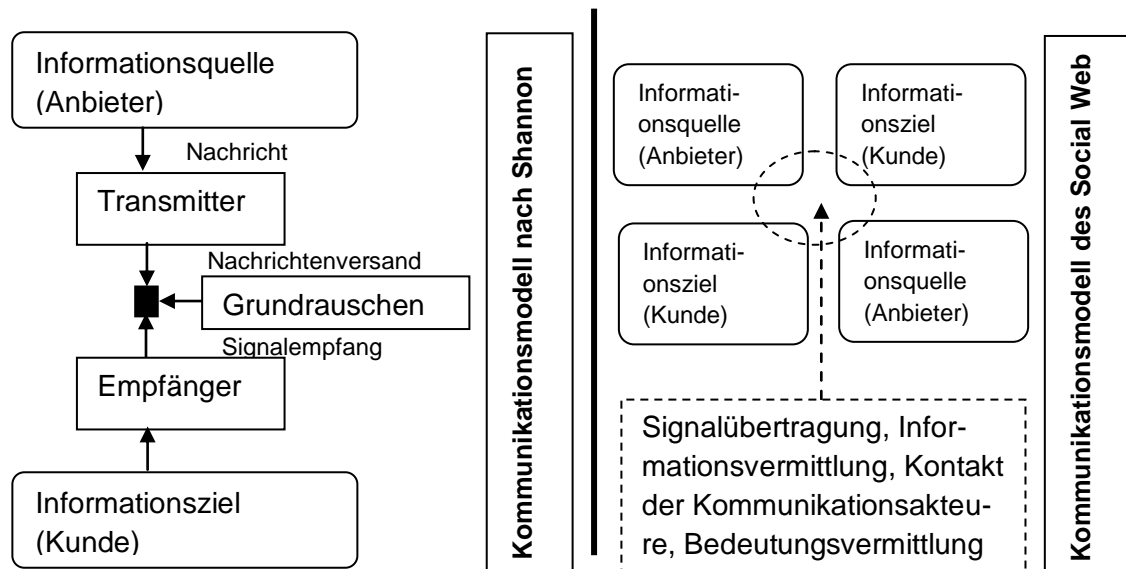 Informationsquelle
(Anbieter)
Nachricht
Transmitter
Nachrichtenversand
Grundrauschen
Signalempfang
Empfänger
Informationsziel
(Kunde)
Kommunikationsmodell nach Shannon
Informati-
onsquelle
(Anbieter)
Informati-
onsziel
(Kunde)
Informati-
onsziel
(Kunde)
Informati-
onsquelle
(Anbieter)
Signalübertragung, Infor-
mationsvermittlung, Kontakt
der Kommunikationsakteu-
re, Bedeutungsvermittlung
Kommunikationsmodell des Social Web